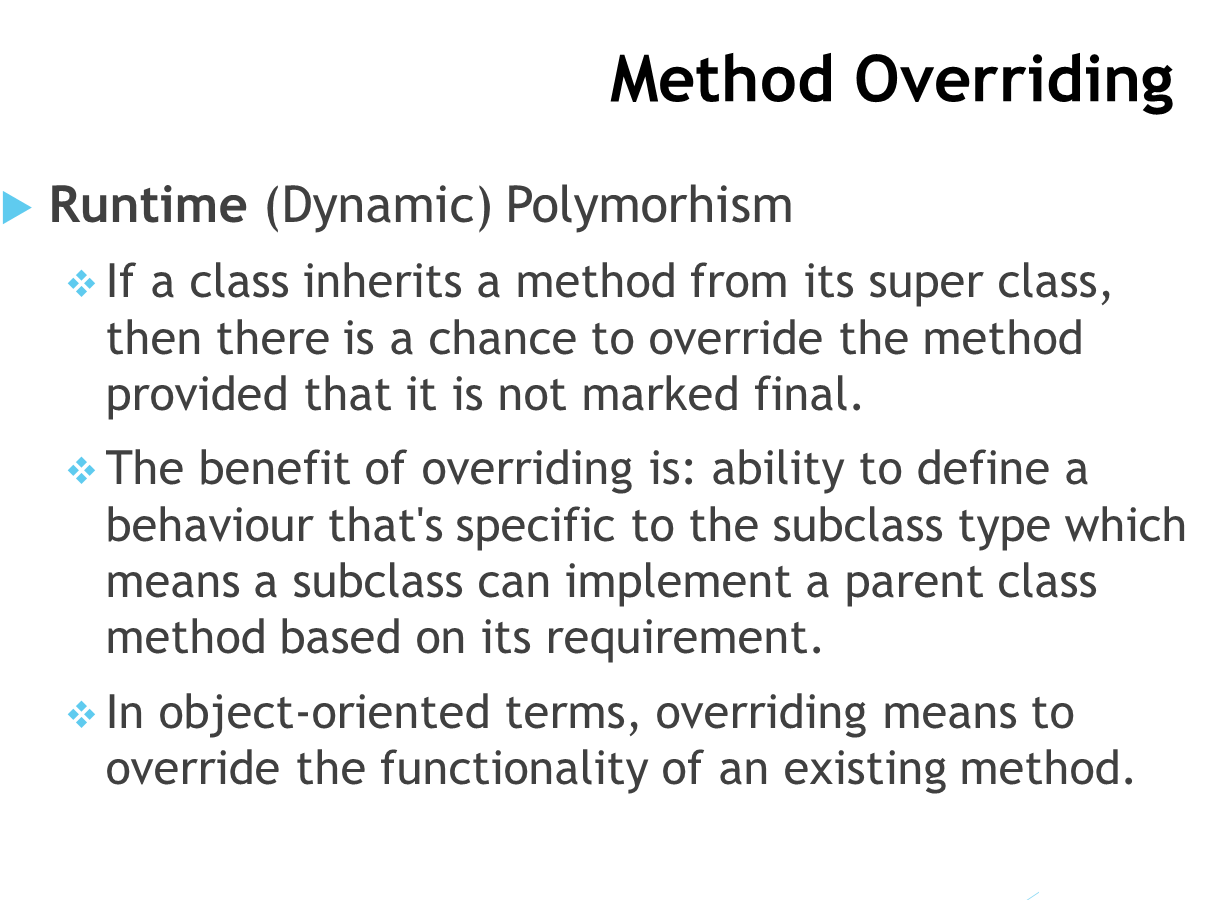 Method Overriding
Runtime (Dynamic) Polymorhism
If a class inherits a method from its super class,
then there is a chance to override the method
provided that it is not marked final.
The benefit of overriding is: ability to define a
behaviour that's specific to the subclass type which
means a subclass can implement a parent class
method based on its requirement.
In object-oriented terms, overriding means to
override the functionality of an existing method.